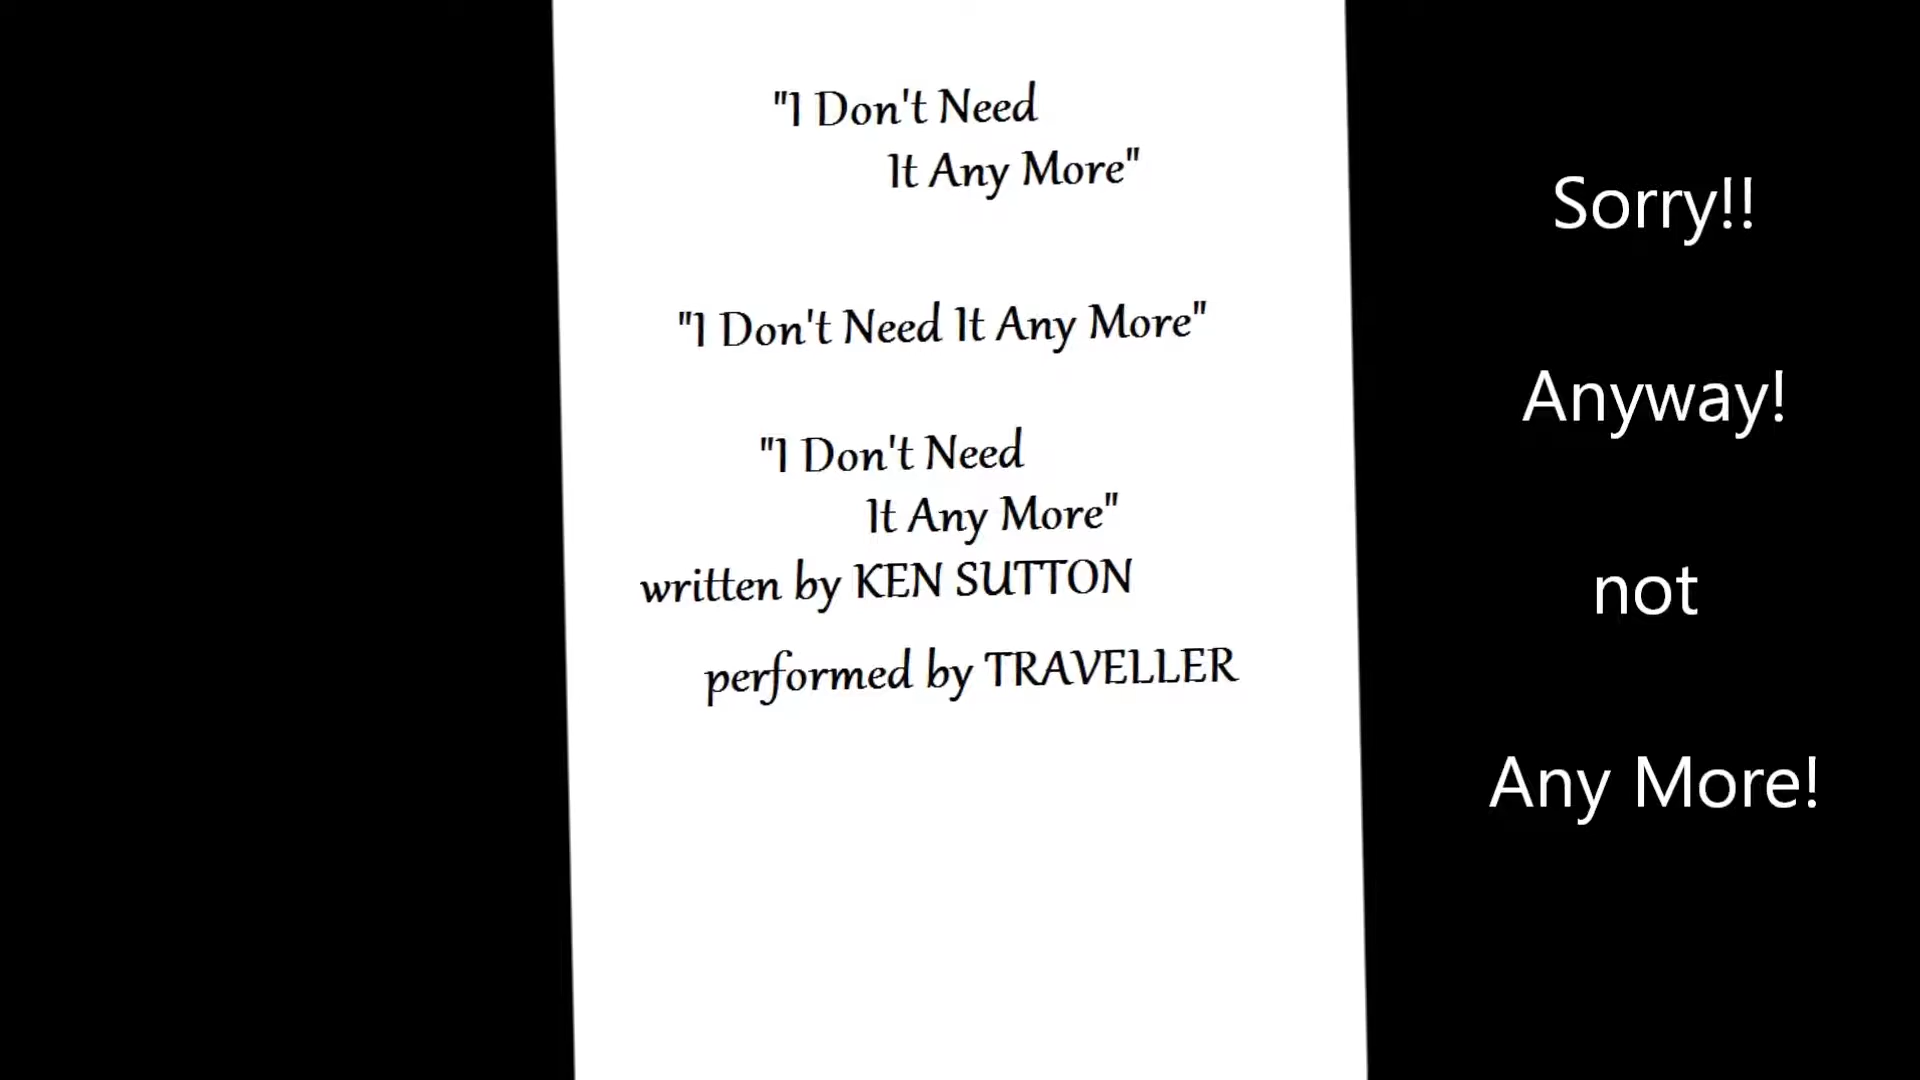 "I Don't Need
It Any More"
"I Don't Need It Any More"
"I Don't Need
It Any More"
written by KEN SUTTON
performed by TRAVELLER
Sorry!!
Anyway!
not
Any More!